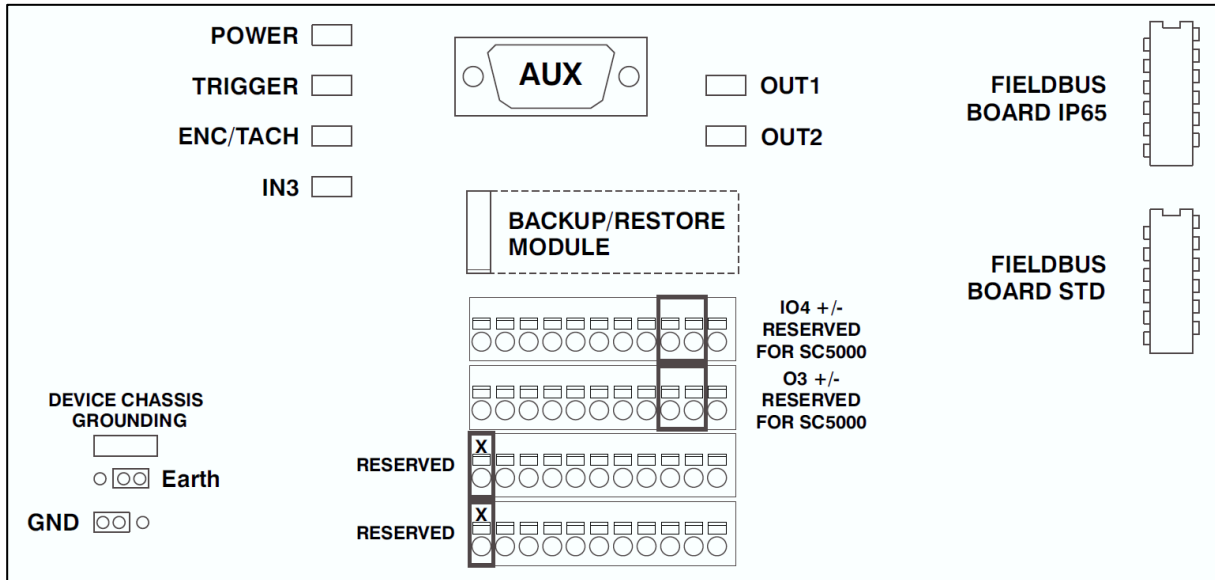 POWER
TRIGGER
ENC/TACH
IN3
AUX
OUT1
OUT2
FIELDBUS
BOARD IP65
BACKUP/RESTORE
MODULE
FIELDBUS
BOARD STD
IO4 +/-
RESERVED
FOR SC5000
O3 +/-
RESERVED
FOR SC5000
DEVICE CHASSIS
GROUNDING
Earth
GND
RESERVED
X
RESERVED
X